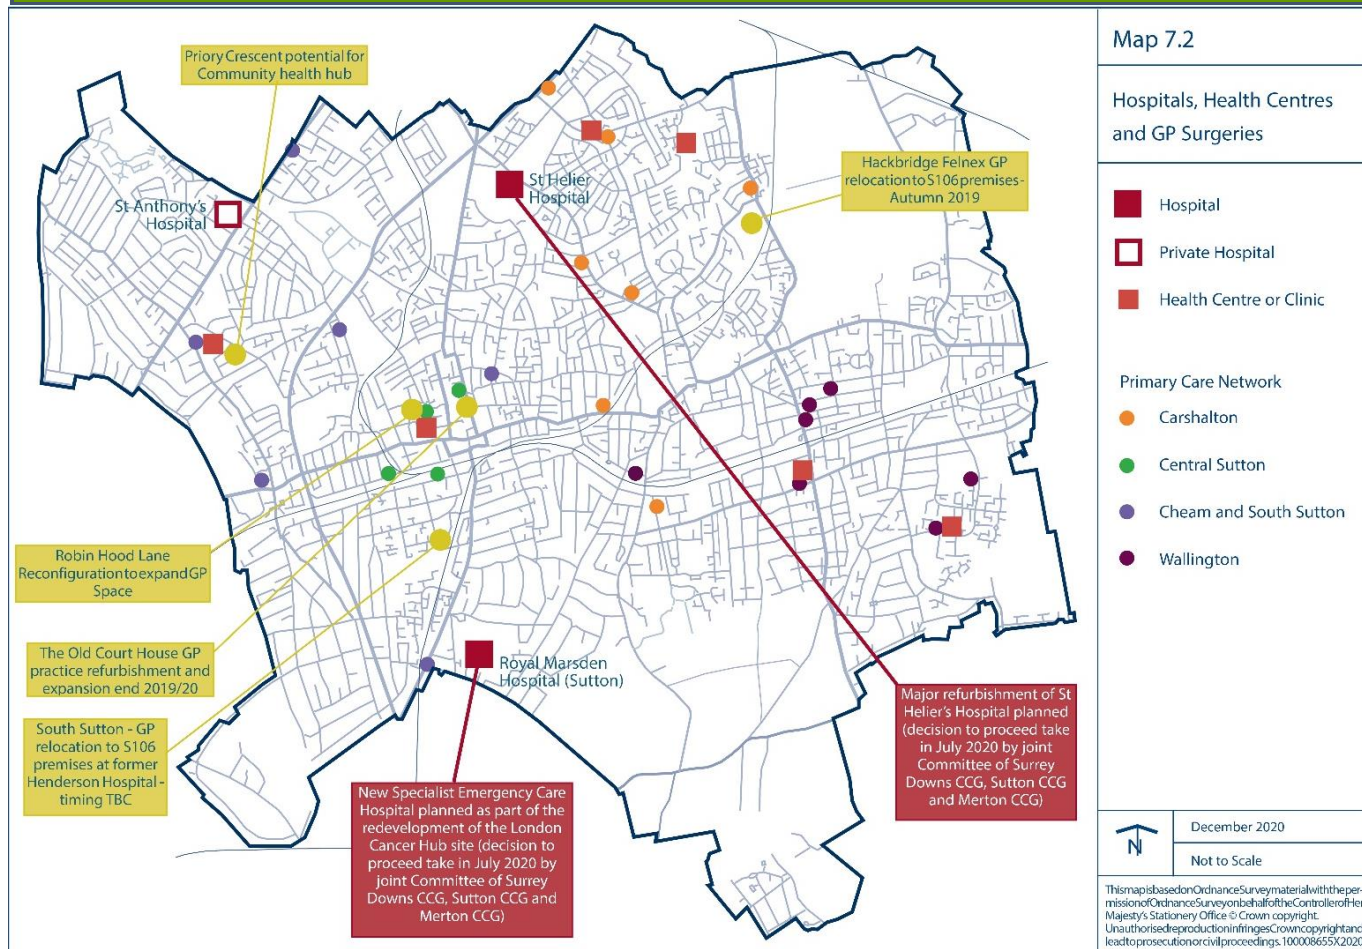 Priory Crescent potential for
Community health hub
St Anthony's
Hospital
St Helier
Hospital
Hackbridge Felnex GP
relocation to S106 premises-
Autumn 2019
Robin Hood Lane
Reconfiguration to expand GP
Space
The Old Court House GP
practice refurbishment and
expansion end 2019/20
South Sutton - GP
relocation to S106
premises at former
Henderson Hospital -
timing TBC
Royal Marsden
Hospital (Sutton)
New Specialist Emergency Care
Hospital planned as part of the
redevelopment of the London
Cancer Hub site (decision to
proceed take in July 2020 by
joint Committee of Surrey
Downs CCG, Sutton CCG and
Merton CCG)
Major refurbishment of St
Helier's Hospital planned
(decision to proceed take
in July 2020 by joint
Committee of Surrey
Downs CCG, Sutton CCG
and Merton CCG)
Map 7.2
Hospitals, Health Centres
and GP Surgeries
Hospital
Private Hospital
Health Centre or Clinic
Primary Care Network
Carshalton
Central Sutton
Cheam and South Sutton
Wallington
N
December 2020
Not to Scale
This map is based on Ordnance Survey material with the per-
mission of Ordnance Survey on behalf of the Controller of Her
Majesty's Stationery Office © Crown copyright.
Unauthorised reproduction infringes Crown copyright and
lead to prosecution or civil proceedings. 100008655X2020